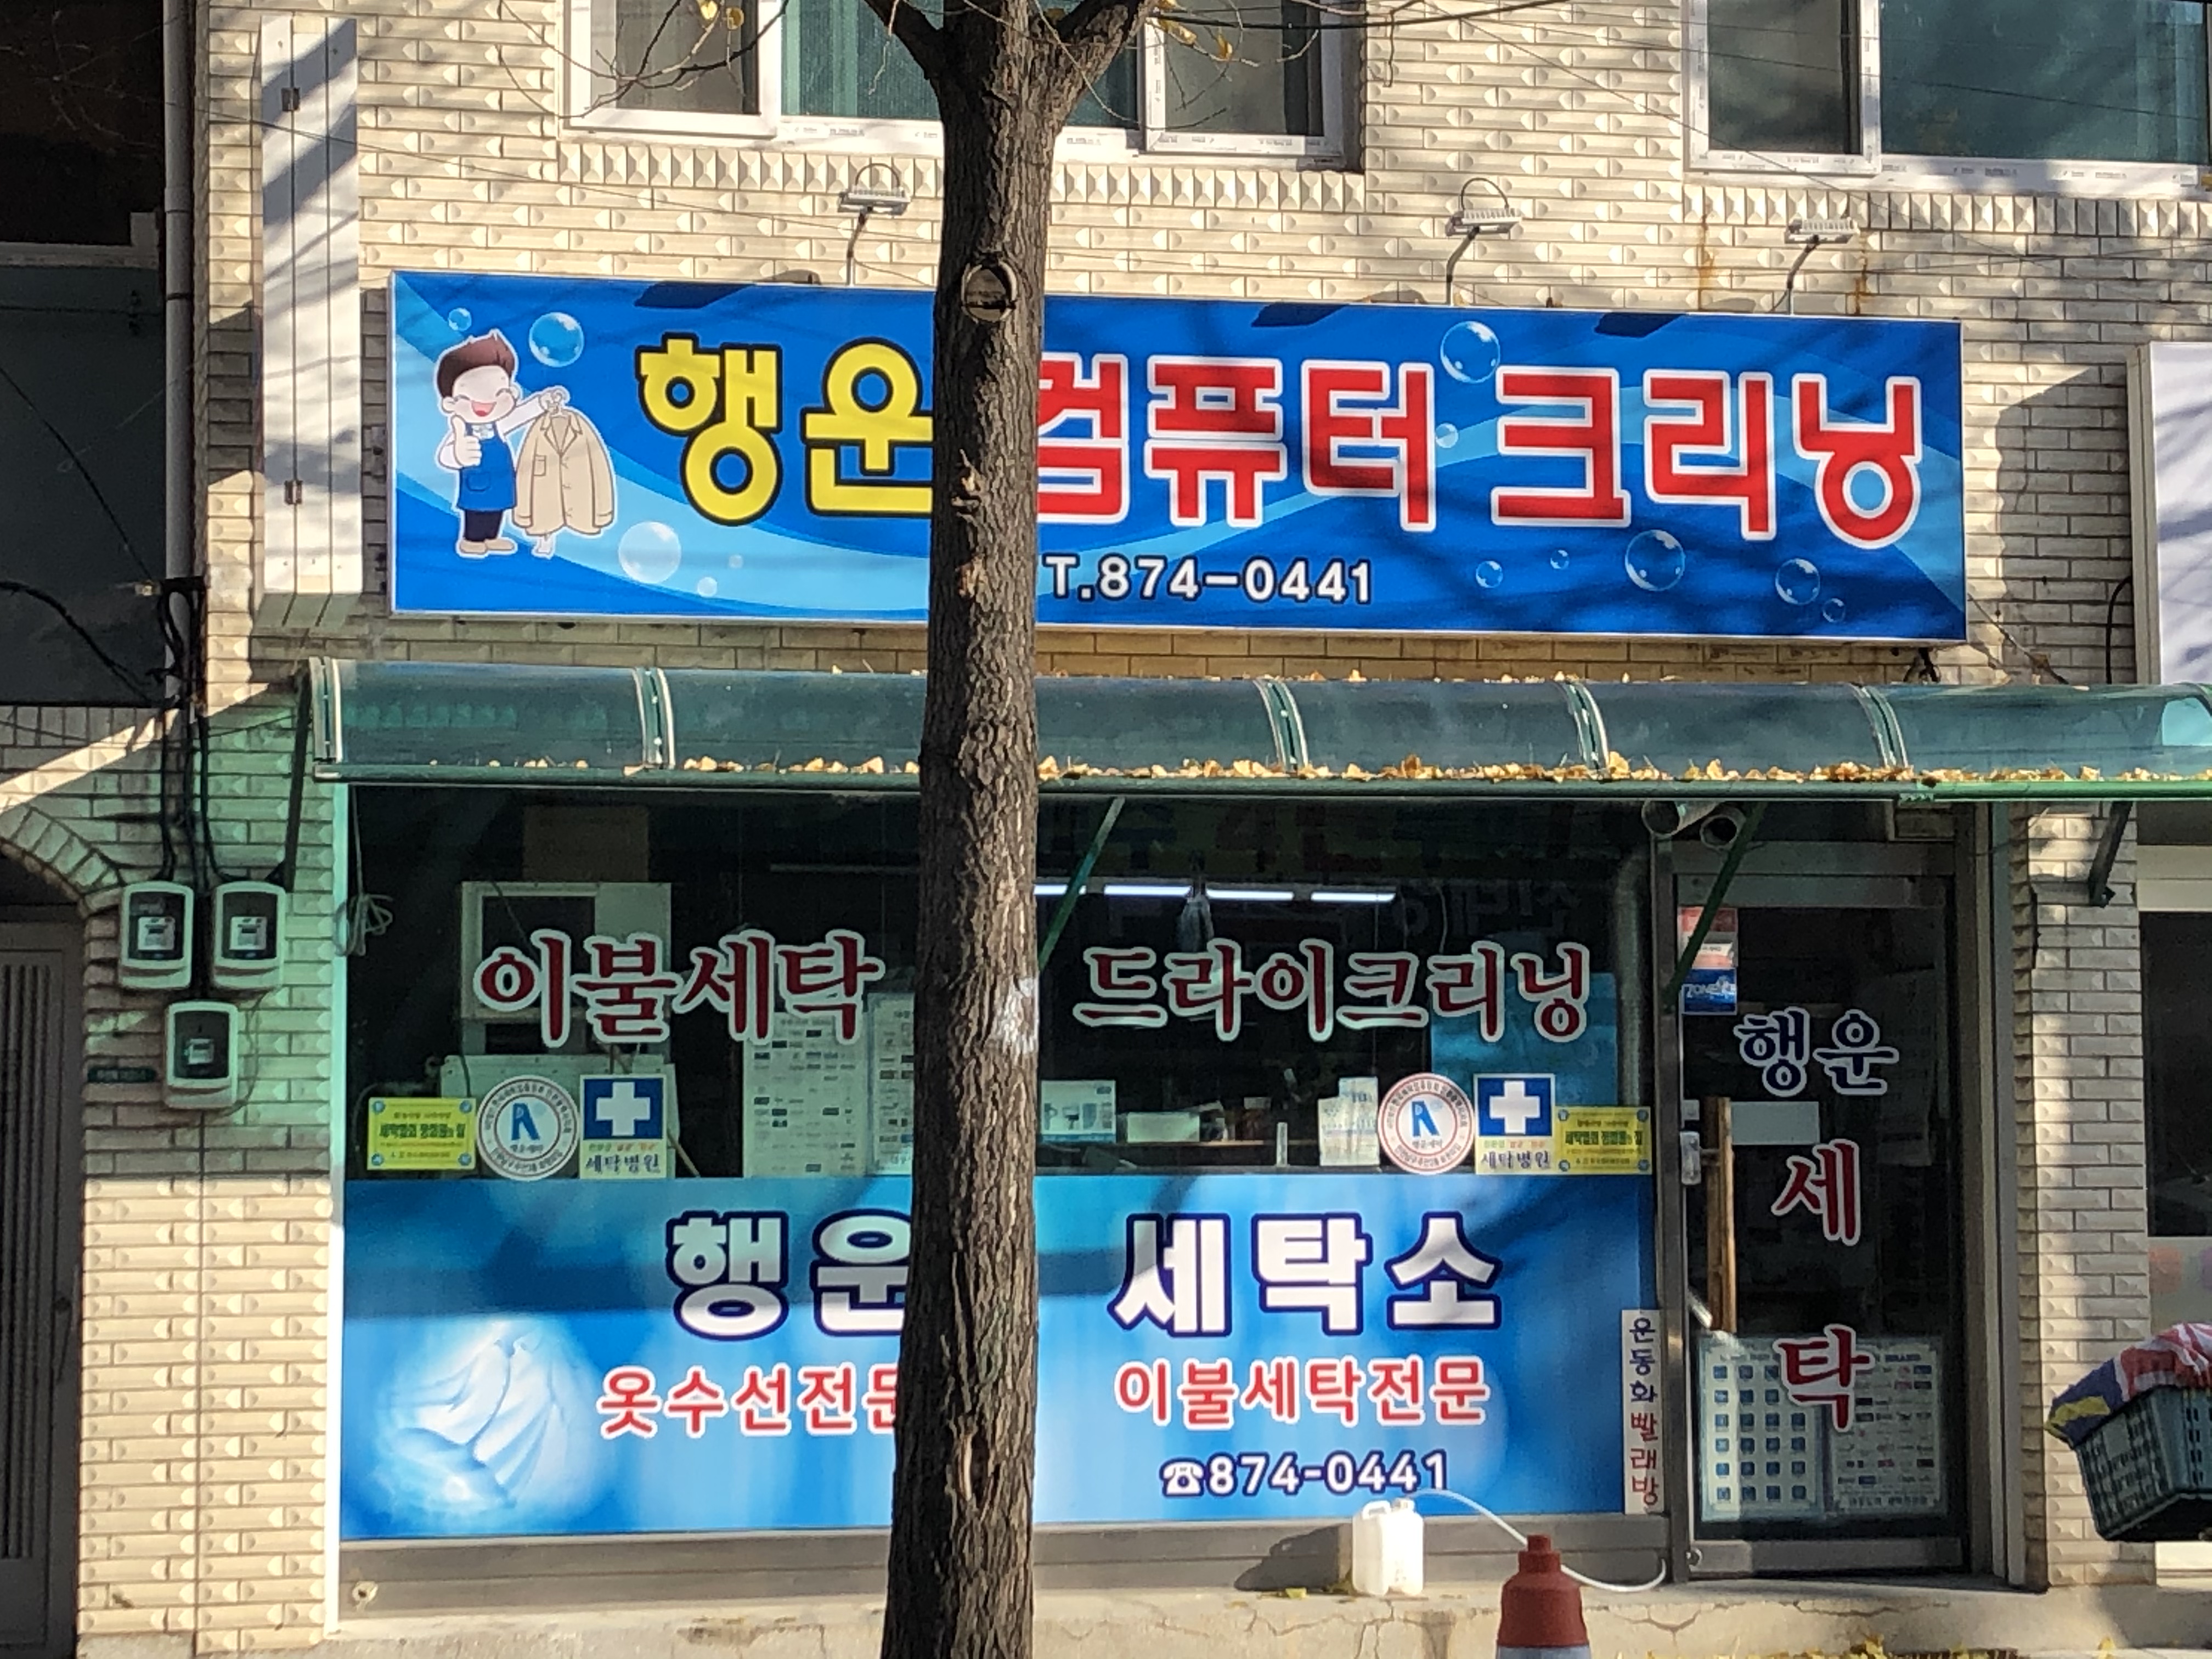 행운 컴퓨터 크리닝
T.874-0441
이불세탁
드라이크리닝
세탁병원
세탁병원
행운
세
탁
행운 세탁소
옷수선전문 이불세탁전문
☎874-0441
운동화빨래방